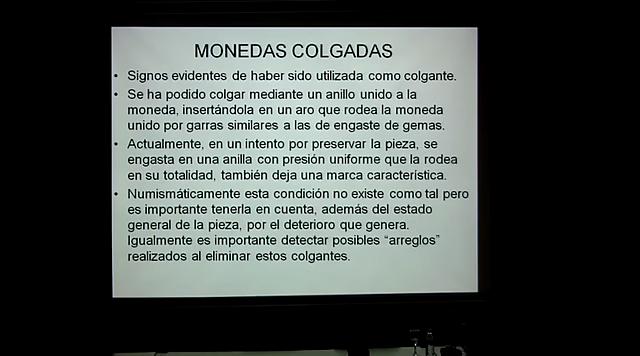 MONEDAS COLGADAS
• Signos evidentes de haber sido utilizada como colgante.
• Se ha podido colgar mediante un anillo unido a la
moneda, insertándola en un aro que rodea la moneda
unido por garras similares a las de engaste de gemas.
• Actualmente, en un intento por preservar la pieza, se
engasta en una anilla con presión uniforme que la rodea
en su totalidad, también deja una marca característica.
• Numismáticamente esta condición no existe como tal pero
es importante tenerla en cuenta, además del estado
general de la pieza, por el deterioro que genera.
Igualmente es importante detectar posibles “arreglos”
realizados al eliminar estos colgantes.